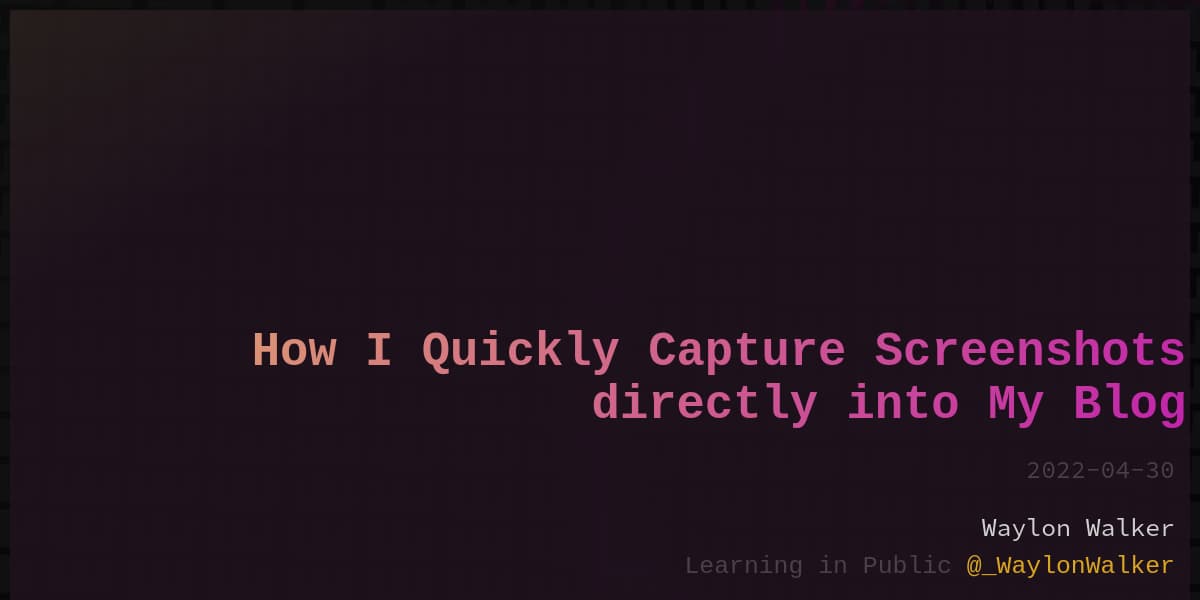 How I Quickly Capture Screenshots
directly into My Blog
2022-04-30
Waylon Walker
Learning in Public @_WaylonWalker